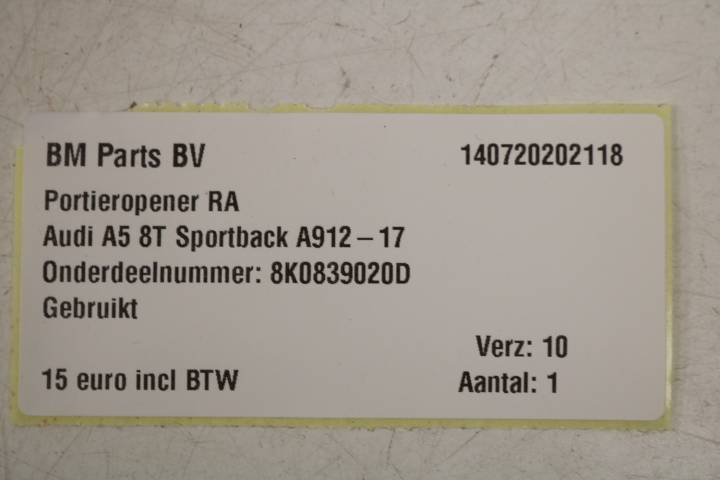 BM Parts BV 140720202118
Portieropener RA
Audi A5 8T Sportback A912 – 17
Onderdeelnummer: 8K0839020D
Gebruikt
Verz: 10
15 euro incl BTW Aantal: 1